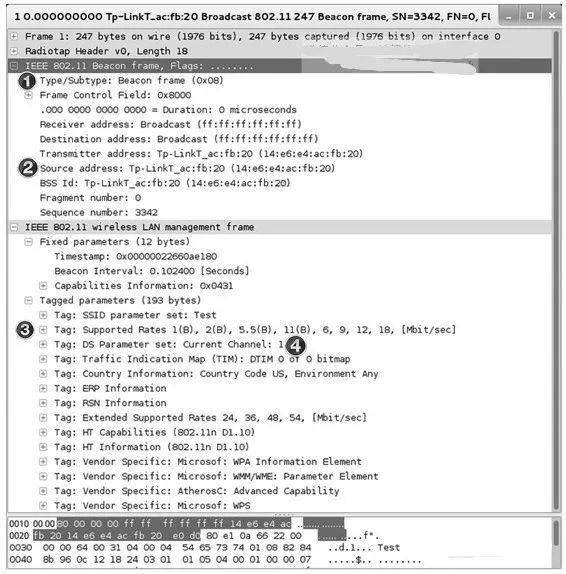 1 0.000000000 Tp-LinkT_ac:fb:20 Broadcast 802.11 247 Beacon frame, SN=3342, FN=0, Fl
Frame 1: 247 bytes on wire (1976 bits), 247 bytes captured (1976 bits) on interface 0
Radiotap Header v0, Length 18
IEEE 802.11 Beacon frame, Flags: ........
1 Type/Subtype: Beacon frame (0x08)
Frame Control Field: 0x8000
.000 0000 0000 0000 = Duration: 0 microseconds
Receiver address: Broadcast (ff:ff:ff:ff:ff:ff)
Destination address: Broadcast (ff:ff:ff:ff:ff:ff)
Transmitter address: Tp-LinkT_ac:fb:20 (14:e6:e4:ac:fb:20)
2 Source address: Tp-LinkT_ac:fb:20 (14:e6:e4:ac:fb:20)
BSS Id: Tp-LinkT_ac:fb:20 (14:e6:e4:ac:fb:20)
Fragment number: 0
Sequence number: 3342
IEEE 802.11 wireless LAN management frame
Fixed parameters (12 bytes)
Timestamp: 0x00000022660ae180
Beacon Interval: 0.102400 [Seconds]
Capabilities Information: 0x0431
Tagged parameters (193 bytes)
Tag: SSID parameter set: Test
3 Tag: Supported Rates 1(B), 2(B), 5.5(B), 11(B), 6, 9, 12, 18, [Mbit/sec]
Tag: DS Parameter set: Current Channel: 1 4
Tag: Traffic Indication Map (TIM): DTIM 0 of 0 bitmap
Tag: Country Information: Country Code US, Environment Any
Tag: ERP Information
Tag: RSN Information
Tag: Extended Supported Rates 24, 36, 48, 54, [Mbit/sec]
Tag: HT Capabilities (802.11n D1.10)
Tag: HT Information (802.11n D1.10)
Tag: Vendor Specific: Microsof: WPA Information Element
Tag: Vendor Specific: Microsof: WMM/WME: Parameter Element
Tag: Vendor Specific: AtherosC: Advanced Capability
Tag: Vendor Specific: Microsof: WPS
0010 00 00 80 00 00 00 ff ff ff ff ff ff 14 e6 e4 ac ........ ........
0020 fb 20 14 e6 e4 ac fb 20 e0 d0 80 e1 0a 66 22 00 . ..... .. .....f".
0030 00 00 64 00 31 04 00 04 54 65 73 74 01 08 82 84 ..d.1... Test
0040 8b 96 0c 12 18 24 03 01 01 05 04 00 01 00 00 07 .....$.. ........